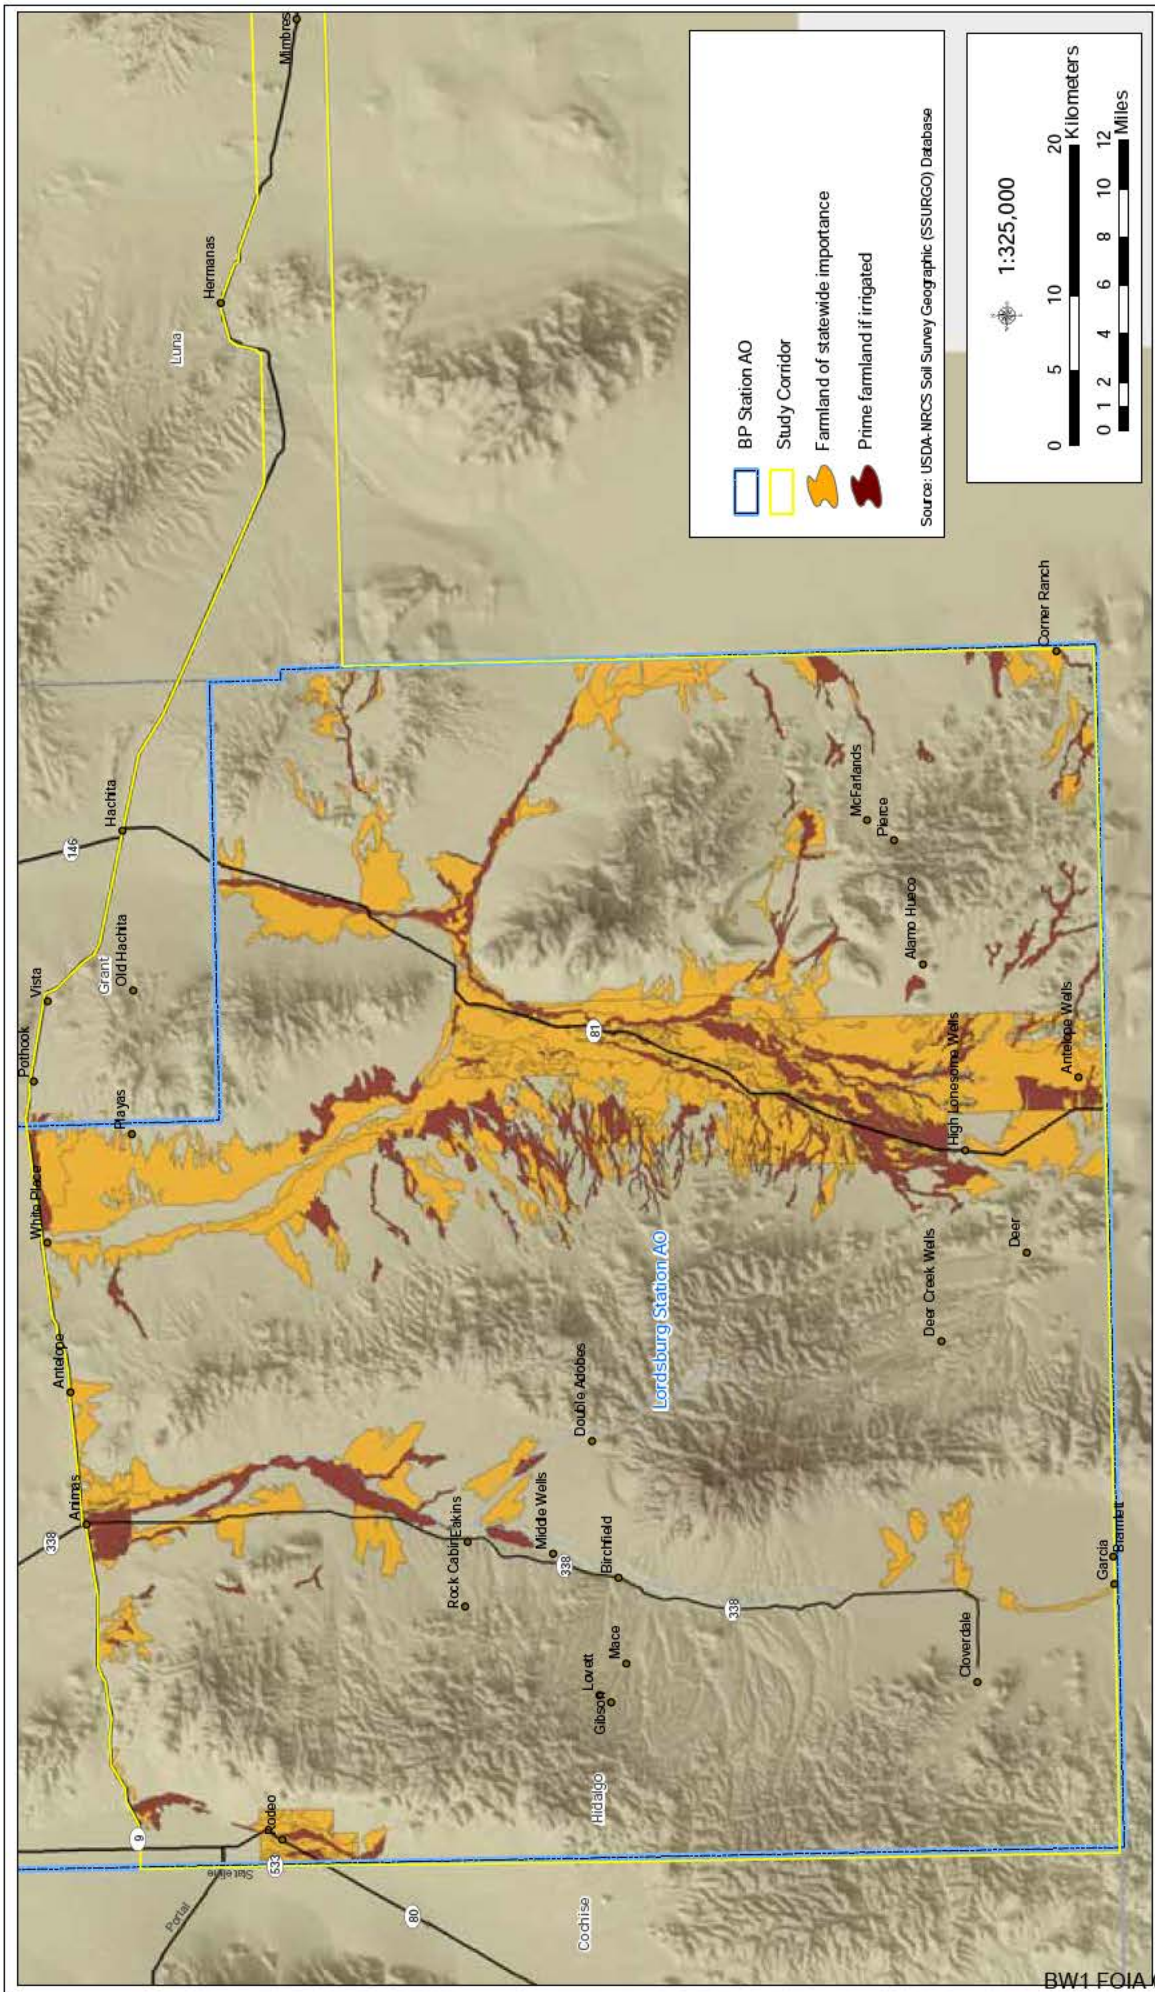 Mimbres
Hermanas
Luna
Hachita
146
Vista
Grant
Old Hachita
Pothook
Playas
White Place
Antelope
Animas
338
9
Rodeo
533
Stateline
Portal
80
Cochise
Hidalgo
Gibson
Lovett
Mace
Birchfield
338
Middle Wells
Rock Cabin
Eakins
Double Adobes
Lordsburg Station AO
81
338
Cloverdale
Garcia
Bramlett
Deer Creek Wells
Deer
High Lonesome Wells
Antelope Wells
Alamo Hueco
Pierce
McFarlands
Corner Ranch
BP Station AO
Study Corridor
Farmland of statewide importance
Prime farmland if irrigated
Source: USDA-NRCS Soil Survey Geographic (SSURGO) Database
1:325,000
0 5 10 20
Kilometers
0 1 2 4 6 8 10 12
Miles
BW1 FOIA